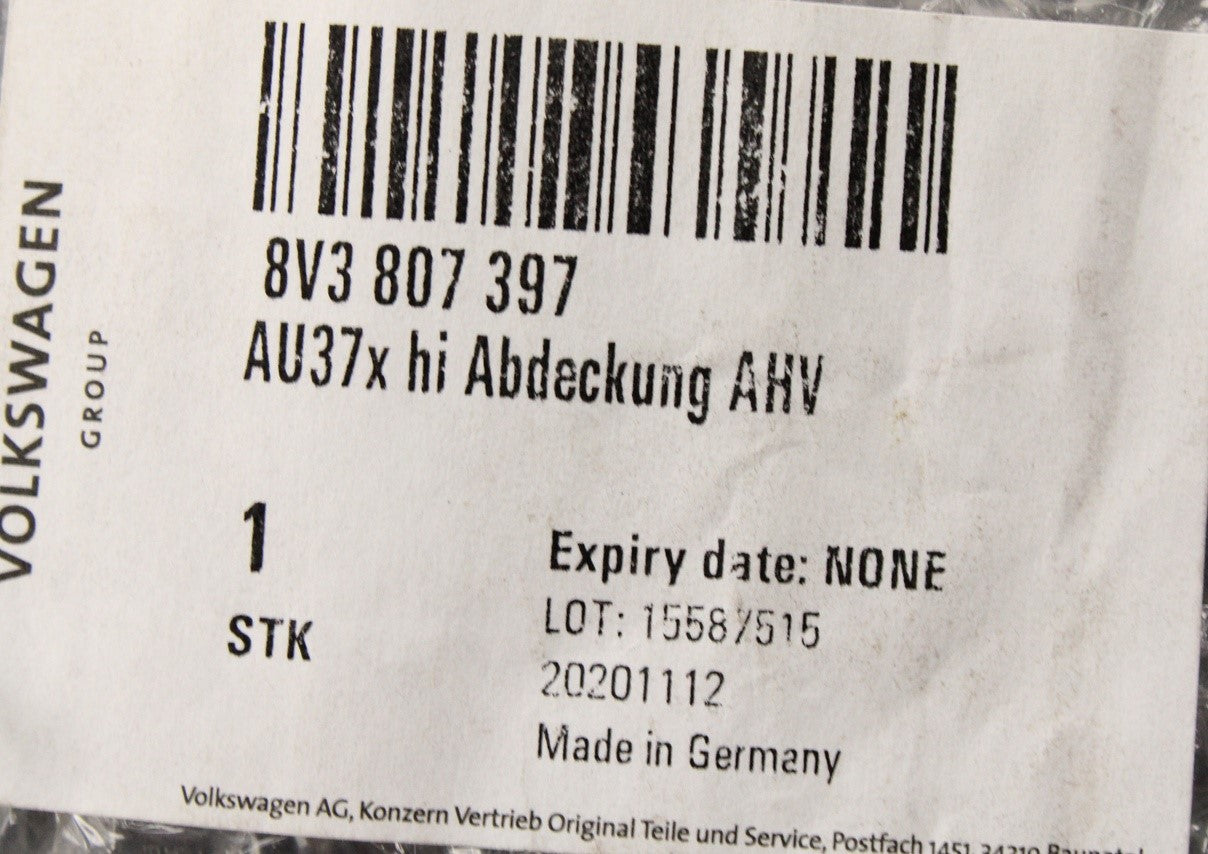 VOLKSWAGEN
GROUP
8V3 807 397
AU37x hi Abdeckung AHV
1
STK
Expiry date: NONE
LOT: 15587515
20201112
Made in Germany
Volkswagen AG, Konzern Vertrieb Original Teile und Service, Postfach 1451,